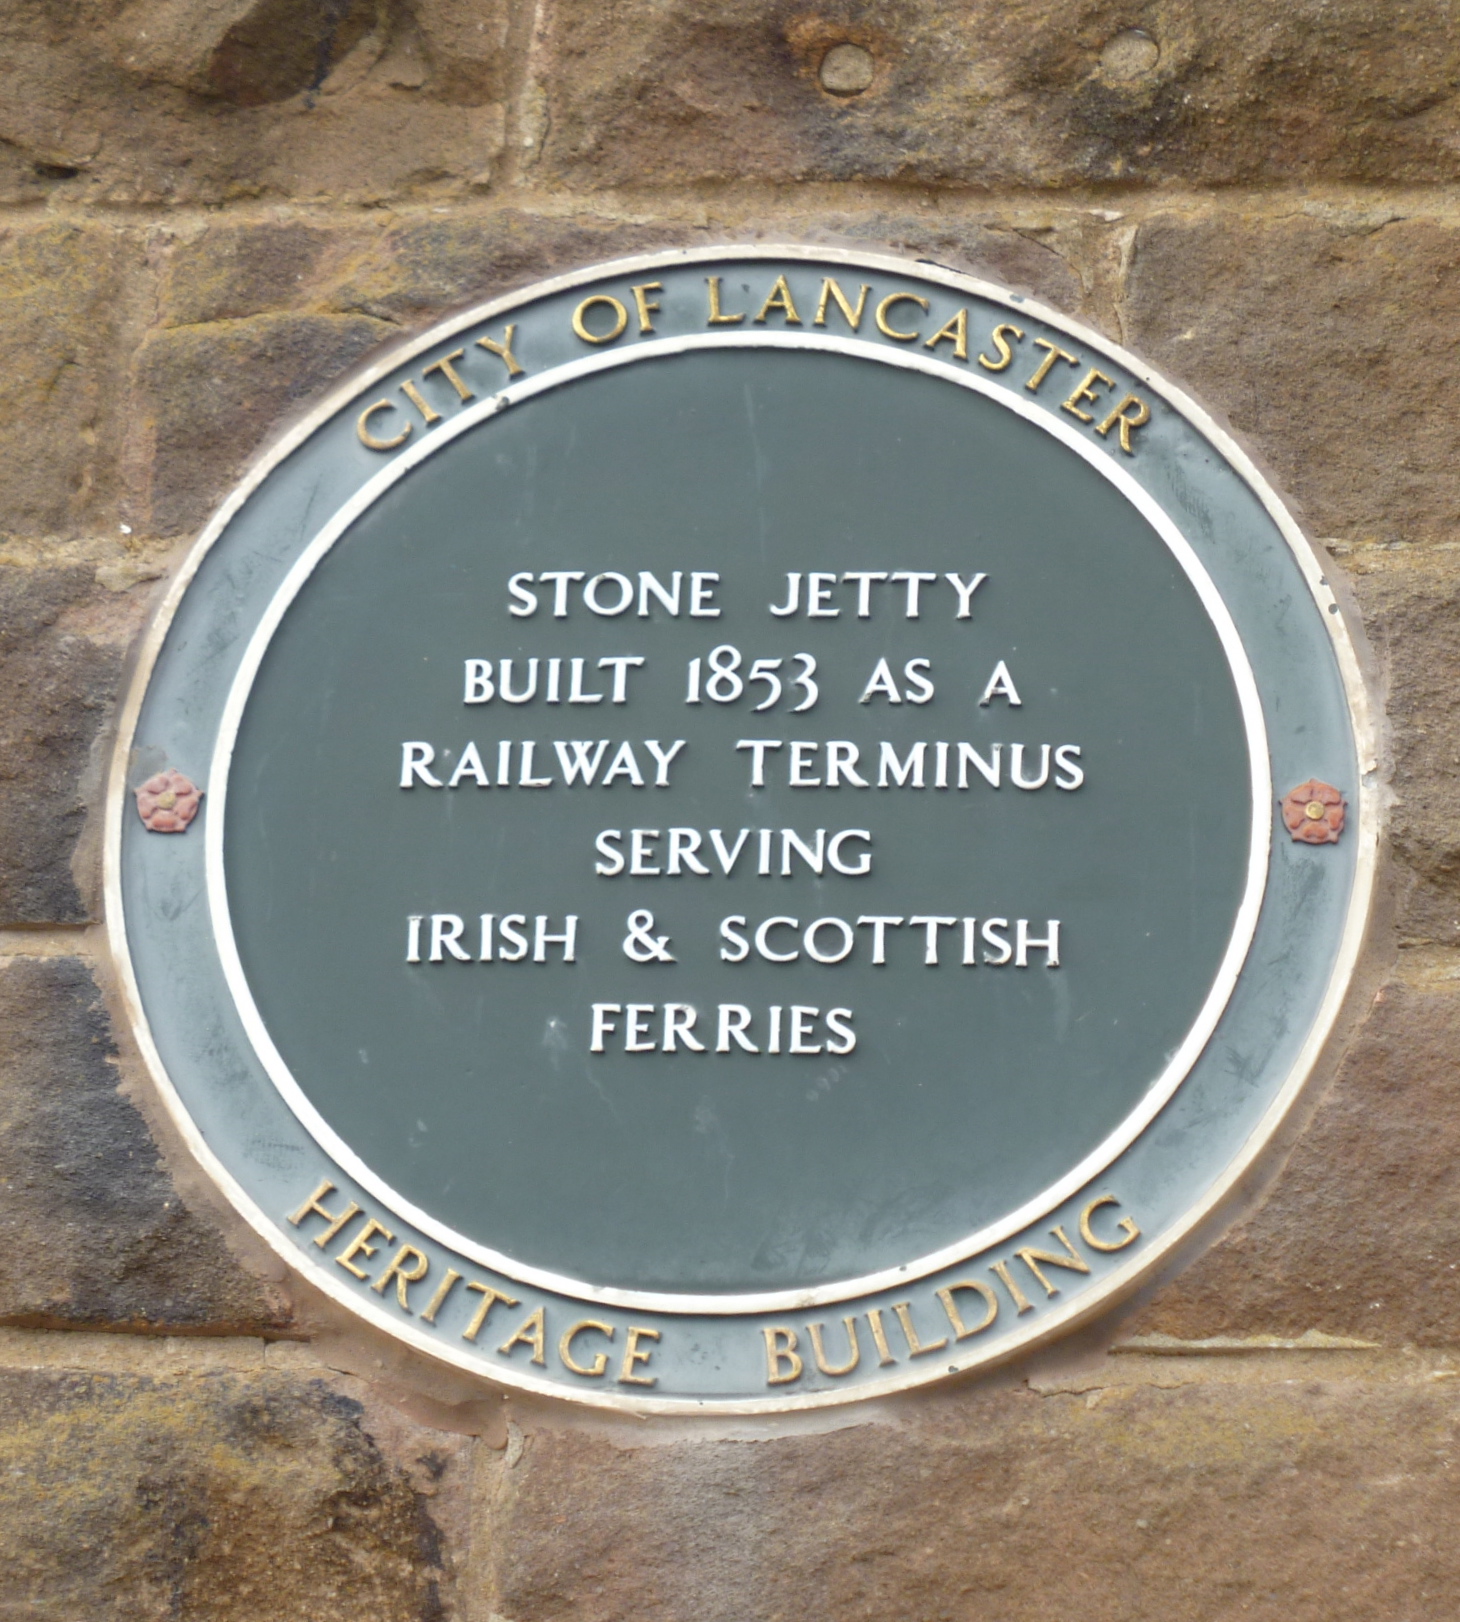 CITY OF LANCASTER
STONE JETTY
BUILT 1853 AS A
RAILWAY TERMINUS
SERVING
IRISH & SCOTTISH
FERRIES
HERITAGE BUILDING